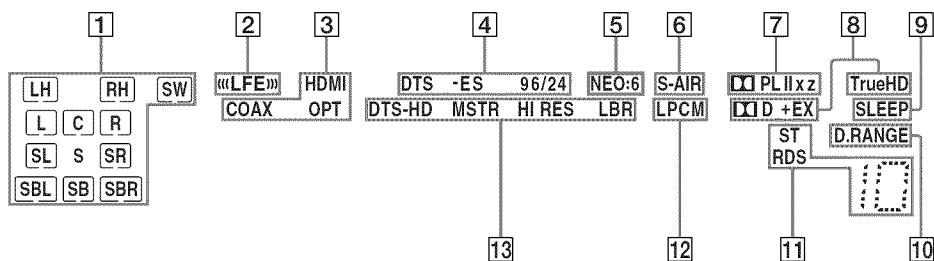 1 2 3 4 5 6 7 8 9
LH RH SW
L C R
SL S SR
SBL SB SBR
LFE
HDMI
COAX OPT
DTS -ES 96/24
DTS-HD MSTR HI RES LBR
NEO:6
S-AIR
LPCM
PLIIxz
D +EX
TrueHD
SLEEP
ST
RDS
D.RANGE
10
13 12 11 10